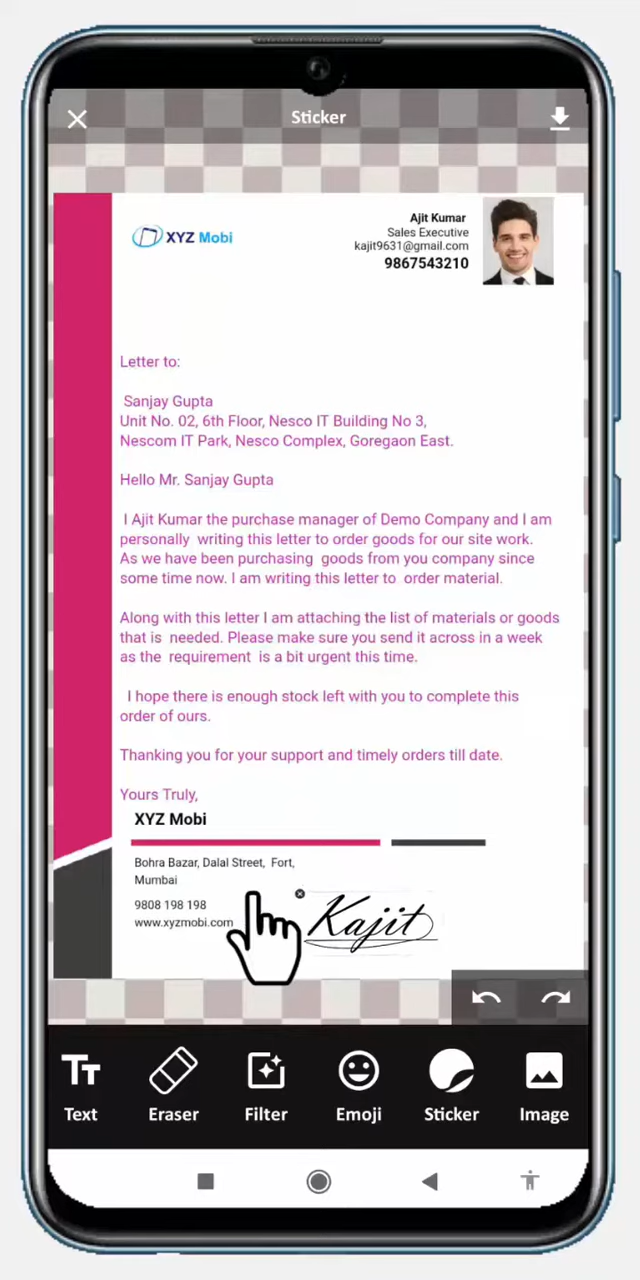 Sticker
XYZ Mobi
Ajit Kumar
Sales Executive
kajit9631@gmail.com
9867543210
Letter to:
Sanjay Gupta
Unit No. 02, 6th Floor, Nesco IT Building No 3,
Nescom IT Park, Nesco Complex, Goregaon East.
Hello Mr. Sanjay Gupta
I Ajit Kumar the purchase manager of Demo Company and I am
personally writing this letter to order goods for our site work.
As we have been purchasing goods from you company since
some time now. I am writing this letter to order material.
Along with this letter I am attaching the list of materials or goods
that is needed. Please make sure you send it across in a week
as the requirement is a bit urgent this time.
I hope there is enough stock left with you to complete this
order of ours.
Thanking you for your support and timely orders till date.
Yours Truly,
XYZ Mobi
Bohra Bazar, Dalal Street, Fort,
Mumbai
9808 198 198
www.xyzmobi.com
Kajit
Text Eraser Filter Emoji Sticker Image